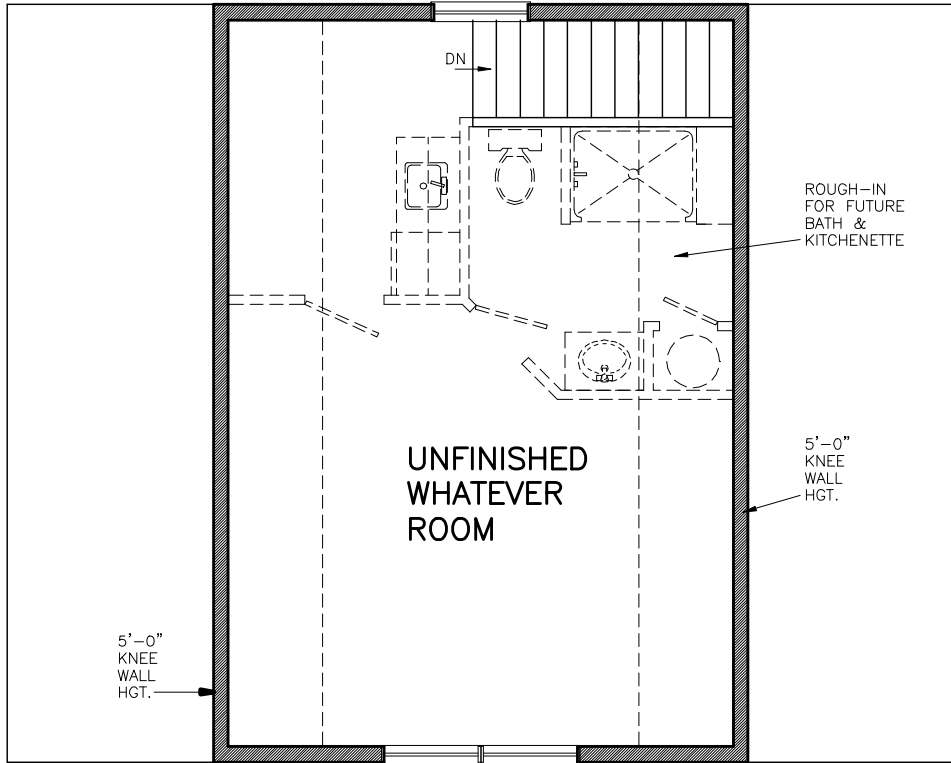 DN
ROUGH-IN
FOR FUTURE
BATH &
KITCHENETTE
UNFINISHED
WHATEVER
ROOM
5'-0"
KNEE
WALL
HGT.
5'-0"
KNEE
WALL
HGT.